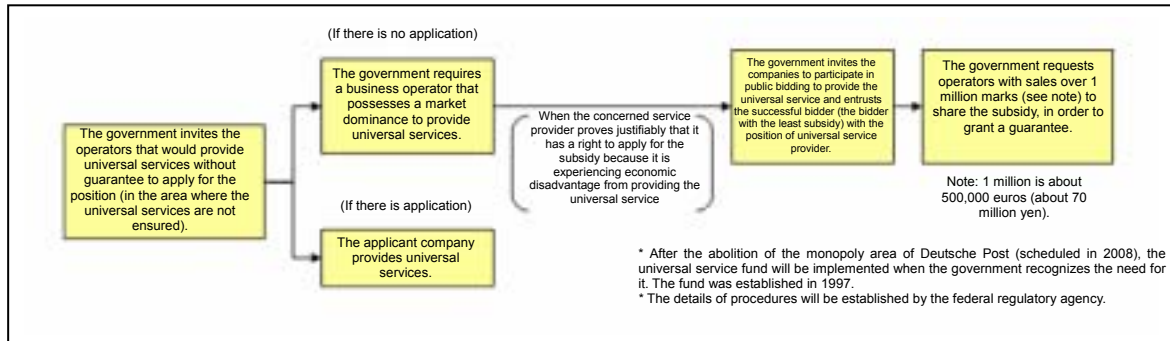 The government invites the
operators that would provide
universal services without
guarantee to apply for the
position (in the area where the
universal services are not
ensured).
(If there is no application)
The government requires
a business operator that
possesses a market
dominance to provide
universal services.
(If there is application)
The applicant company
provides universal
services.
When the concerned service
provider proves justifiably that it
has a right to apply for the
subsidy because it is
experiencing economic
disadvantage from providing the
universal service
The government invites the
companies to participate in
public bidding to provide the
universal service and entrusts
the successful bidder (the bidder
with the least subsidy) with the
position of universal service
provider.
The government requests
operators with sales over 1
million marks (see note) to
share the subsidy, in order to
grant a guarantee.
Note: 1 million is about
500,000 euros (about 70
million yen).
* After the abolition of the monopoly area of Deutsche Post (scheduled in 2008), the
universal service fund will be implemented when the government recognizes the need for
it. The fund was established in 1997.
* The details of procedures will be established by the federal regulatory agency.